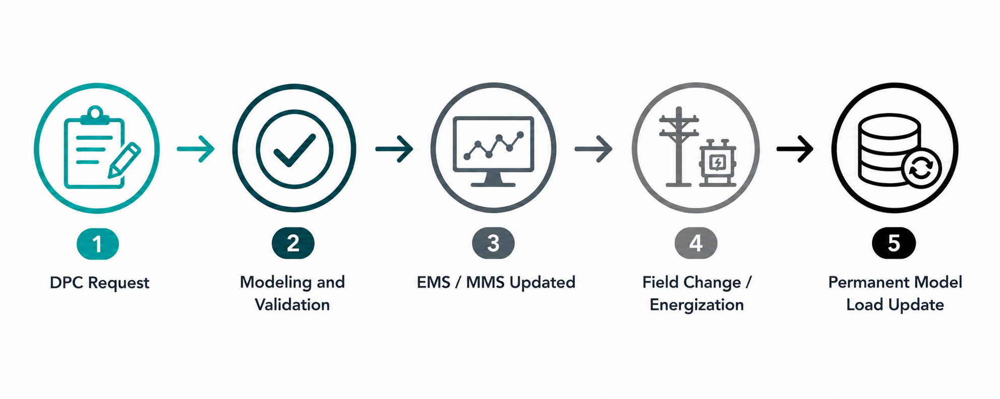 1
DPC Request
2
Modeling and
Validation
3
EMS / MMS Updated
4
Field Change /
Energization
5
Permanent Model
Load Update